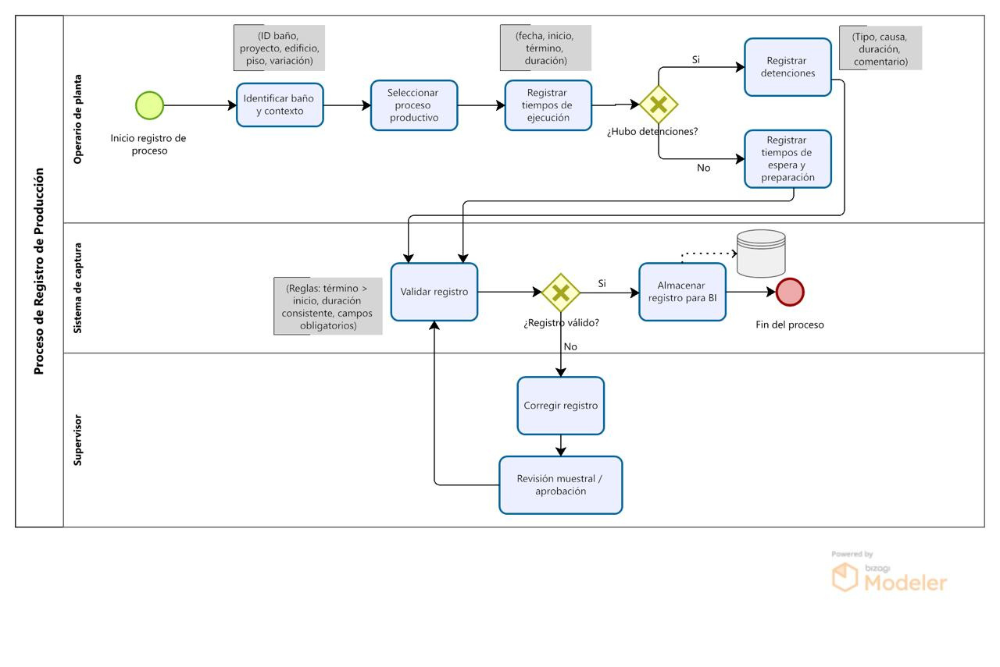 Proceso de Registro de Producción
Operario de planta
(ID baño,
proyecto, edificio,
piso, variación)
(fecha, inicio,
término,
duración)
(Tipo, causa,
duración,
comentario)
Inicio registro de
proceso
Identificar baño
y contexto
Seleccionar
proceso
productivo
Registrar
tiempos de
ejecución
¿Hubo detenciones?
Si
Registrar
detenciones
No
Registrar
tiempos de
espera y
preparación
Sistema de captura
(Reglas: término >
inicio, duración
consistente, campos
obligatorios)
Validar registro
¿Registro válido?
Si
No
Almacenar
registro para BI
Fin del proceso
Supervisor
Corregir registro
Revisión muestral /
aprobación
Powered by
bizagi
Modeler